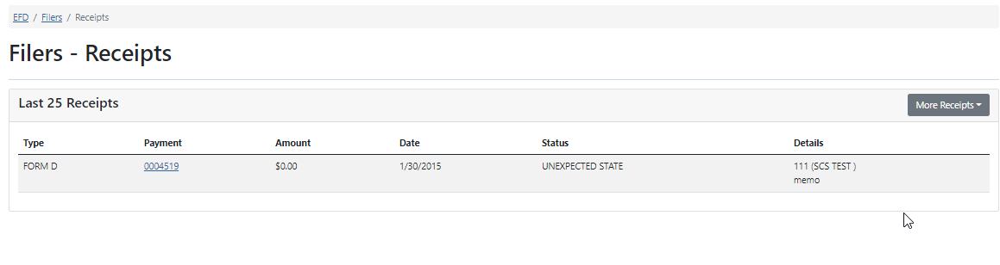 EFD / Filers / Receipts
Filers - Receipts
Last 25 Receipts More Receipts
Type Payment Amount Date Status Details
FORM D 0004519 $0.00 1/30/2015 UNEXPECTED STATE 111 (SCS TEST )
memo